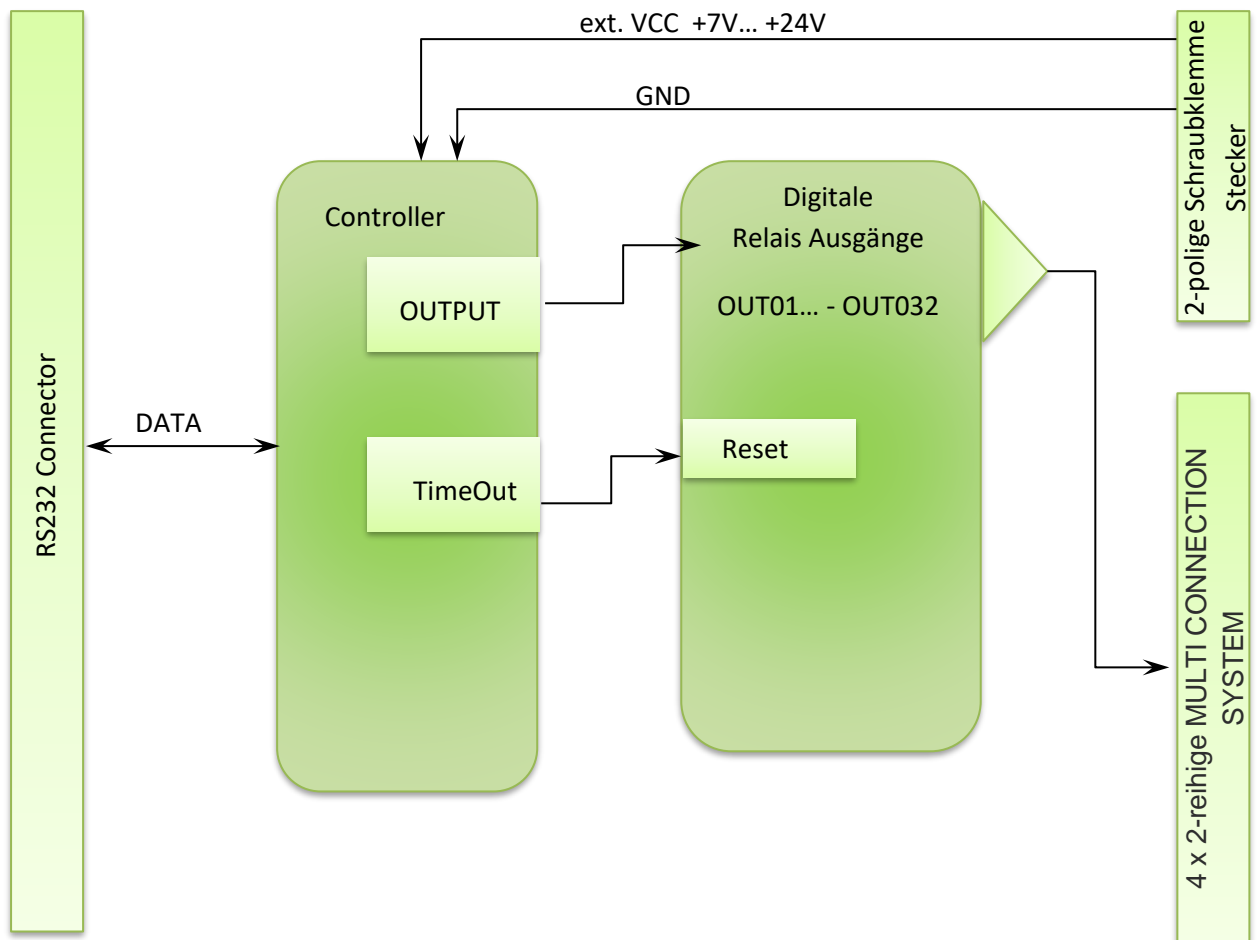 ext. VCC +7V... +24V
GND
2-polige Schraubklemme
Stecker
Controller
Digitale
Relais Ausgänge
OUTPUT
OUT01... - OUT032
RS232 Connector
DATA
TimeOut
Reset
4 x 2-reihige MULTI CONNECTION
SYSTEM